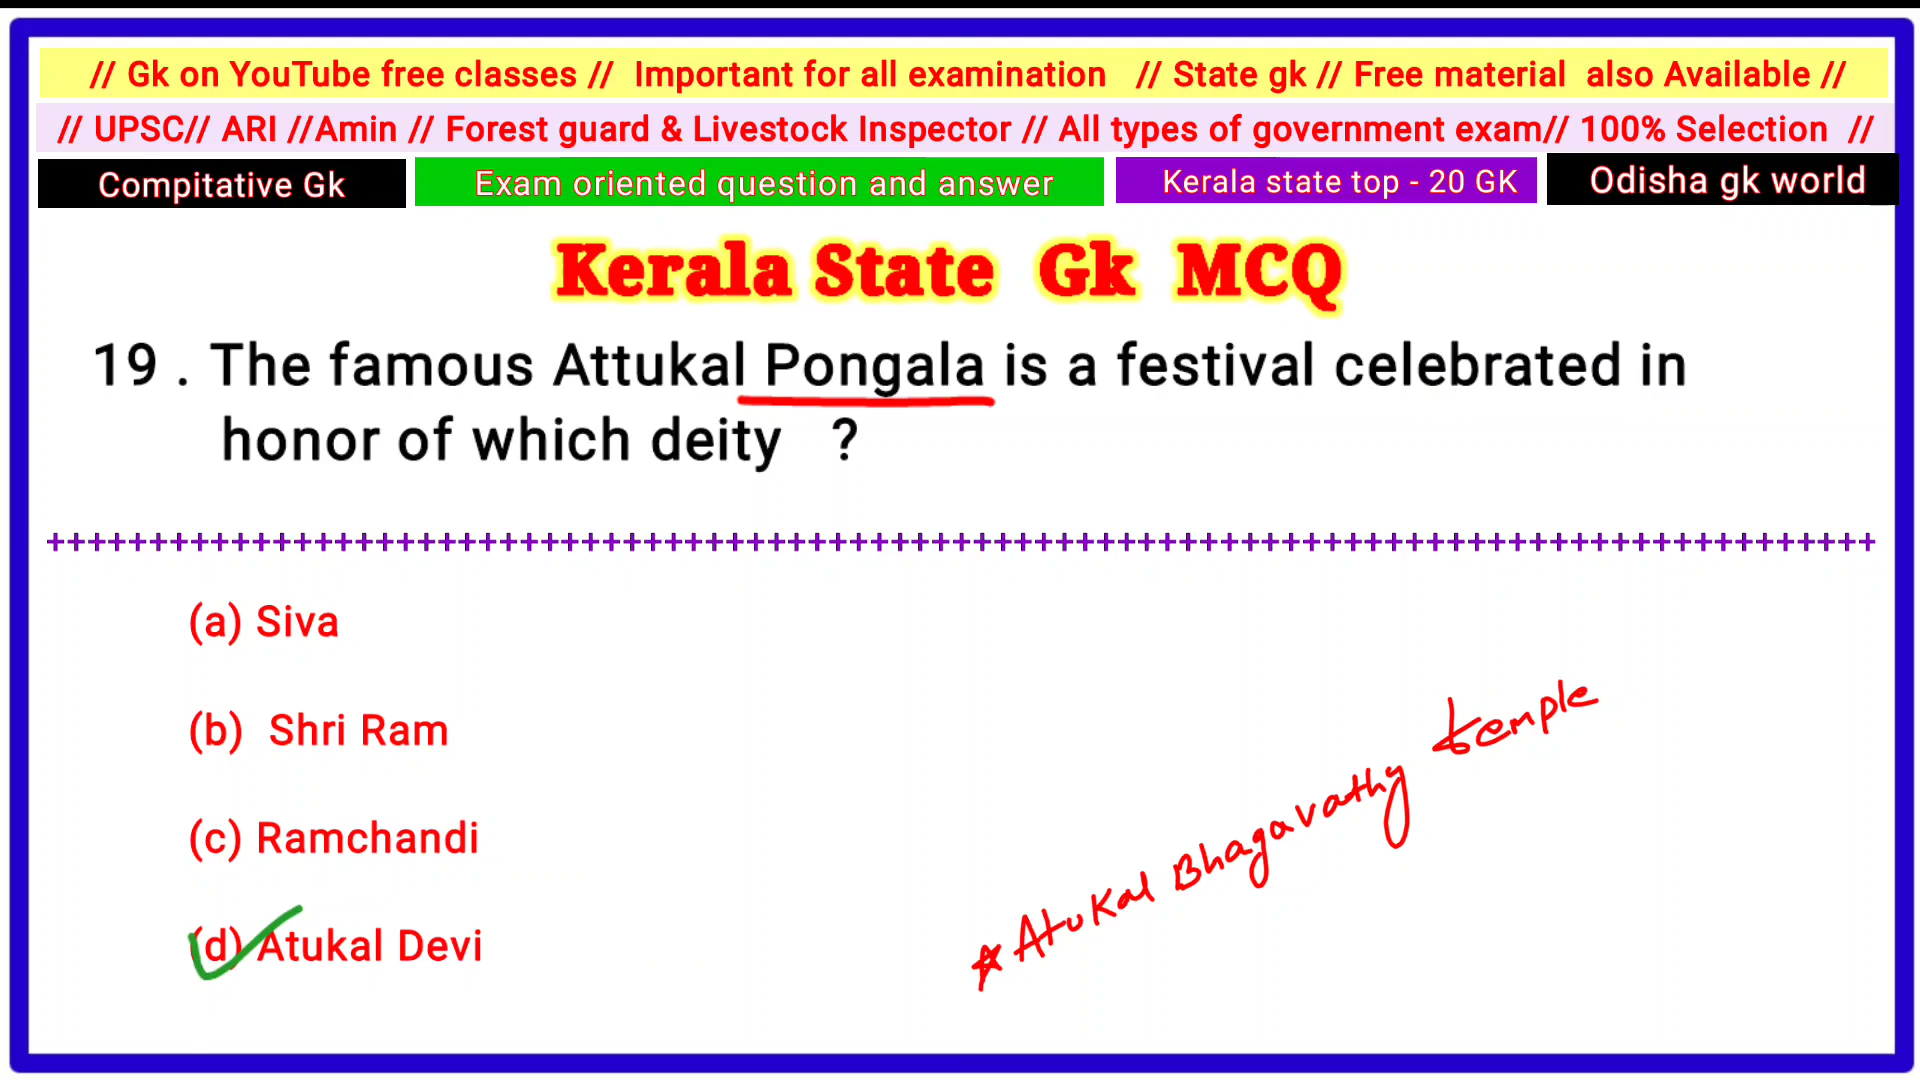 // Gk on YouTube free classes // Important for all examination // State gk // Free material also Available //
// UPSC// ARI //Amin // Forest guard & Livestock Inspector // All types of government exam// 100% Selection //
Compitative Gk Exam oriented question and answer Kerala state top - 20 GK Odisha gk world
Kerala State Gk MCQ
19 . The famous Attukal Pongala is a festival celebrated in
honor of which deity ?
++++++++++++++++++++++++++++++++++++++++++++++++++++++++++++++++++++++++++++++++++++++++
(a) Siva
(b) Shri Ram
(c) Ramchandi
(d) Atukal Devi
* Atukal Bhagavathy temple